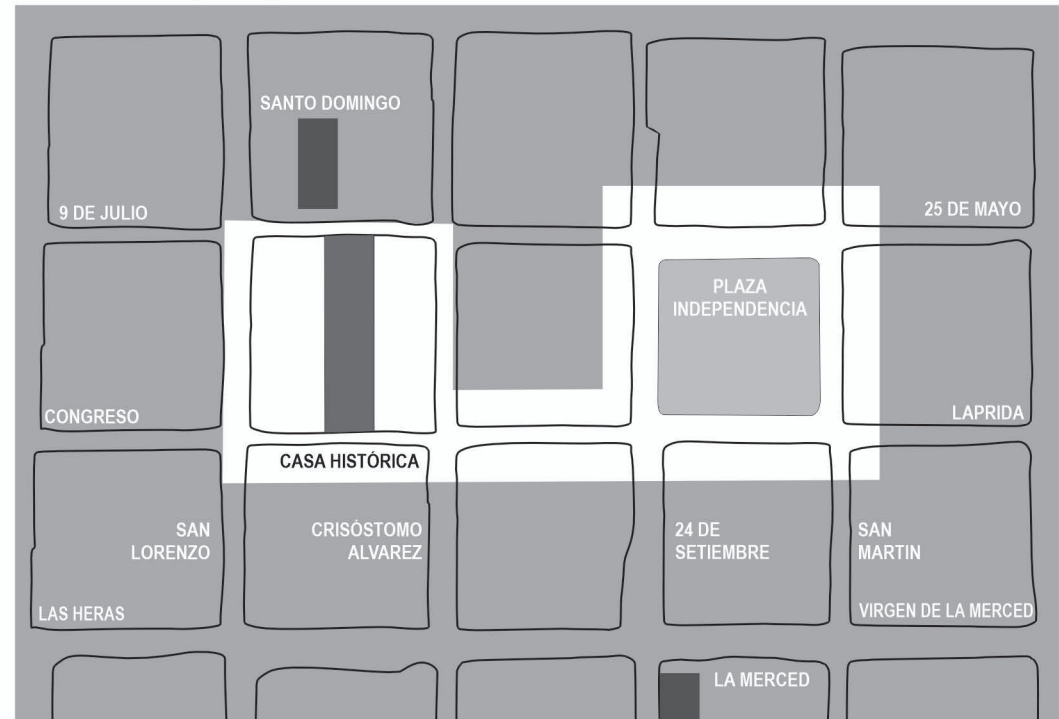 SANTO DOMINGO
9 DE JULIO
25 DE MAYO
PLAZA
INDEPENDENCIA
CONGRESO
LAPRIDA
CASA HISTÓRICA
SAN
LORENZO
CRISÓSTOMO
ALVAREZ
24 DE
SETIEMBRE
SAN
MARTIN
LAS HERAS
VIRGEN DE LA MERCED
LA MERCED